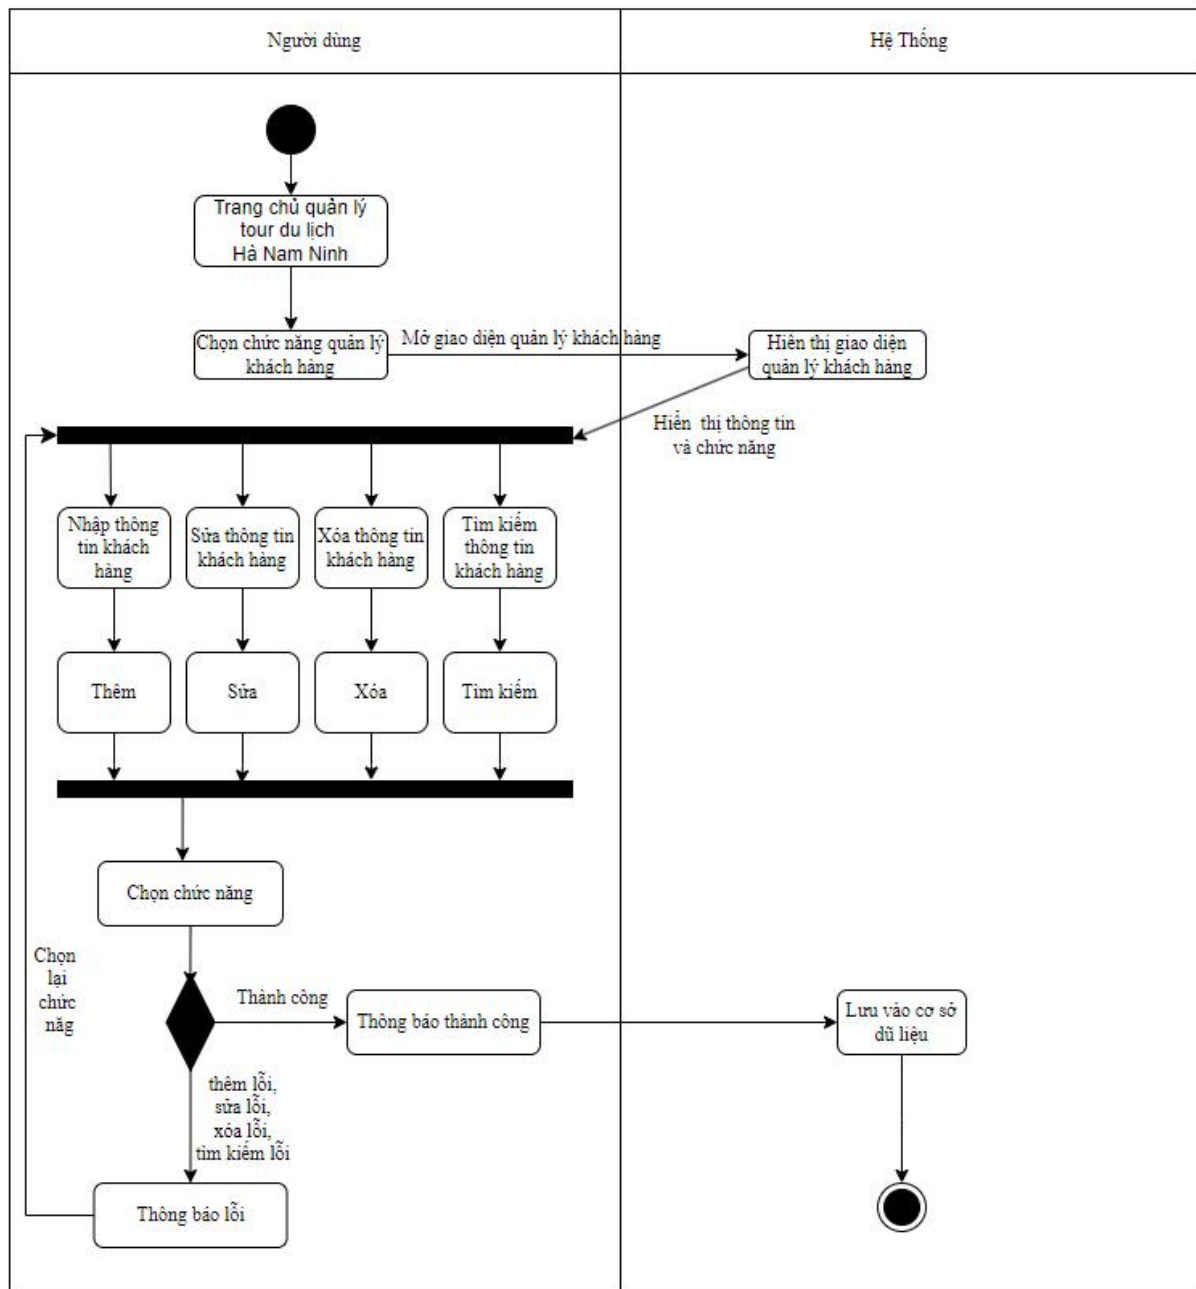 Người dùng
Hệ Thống
Trang chủ quản lý
tour du lịch
Hà Nam Ninh
Chọn chức năng quản lý
khách hàng
Mở giao diện quản lý khách hàng
Hiên thị giao diện
quản lý khách hàng
Hiển thị thông tin
và chức năng
Nhập thông
tin khách
hàng
Sửa thông tin
khách hàng
Xóa thông tin
khách hàng
Tìm kiếm
thông tin
khách hàng
Thêm
Sửa
Xóa
Tìm kiếm
Chọn chức năng
Chọn
lại
chức
năg
Thành công
Thông báo thành công
Lưu vào cơ sở
dũ liệu
thêm lỗi,
sửa lỗi,
xóa lỗi,
tìm kiếm lỗi
Thông báo lỗi